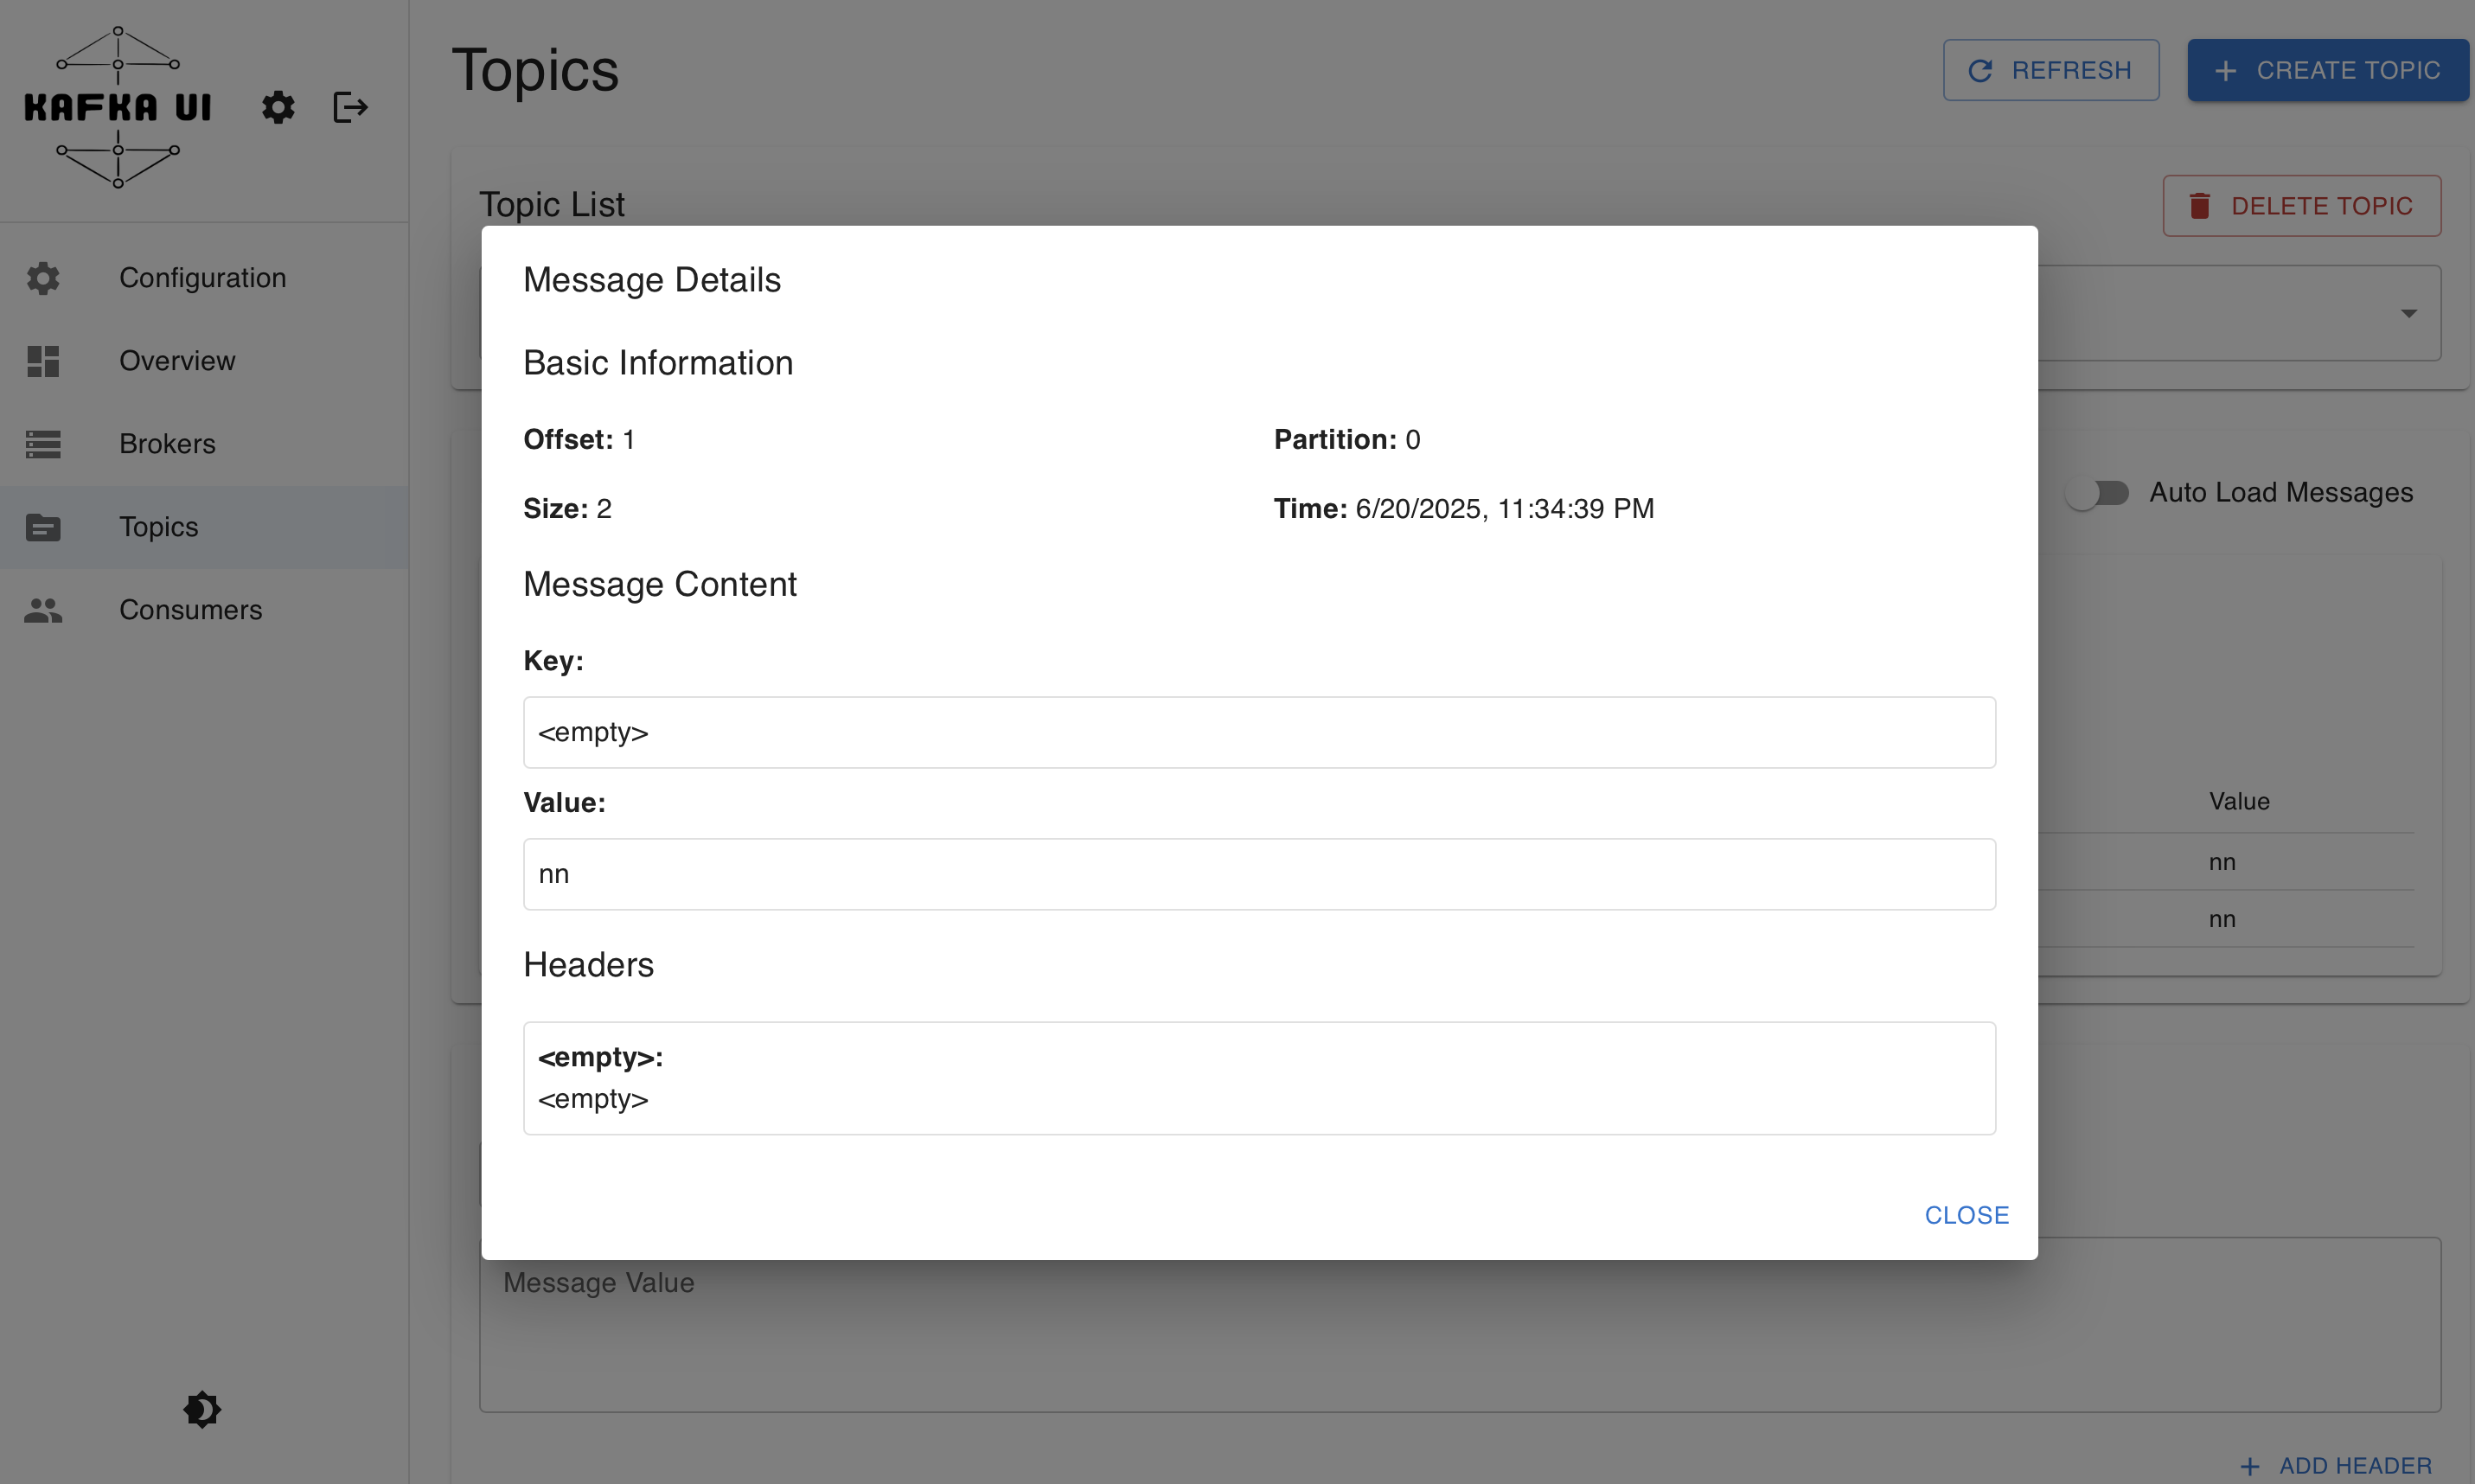 KAFKA UI
Configuration
Overview
Brokers
Topics
Consumers
Topics
REFRESH
CREATE TOPIC
Topic List
DELETE TOPIC
Auto Load Messages
Value
nn
nn
Message Details
Basic Information
Offset: 1
Partition: 0
Size: 2
Time: 6/20/2025, 11:34:39 PM
Message Content
Key:
<empty>
Value:
nn
Headers
<empty>:
<empty>
CLOSE
Message Value
ADD HEADER